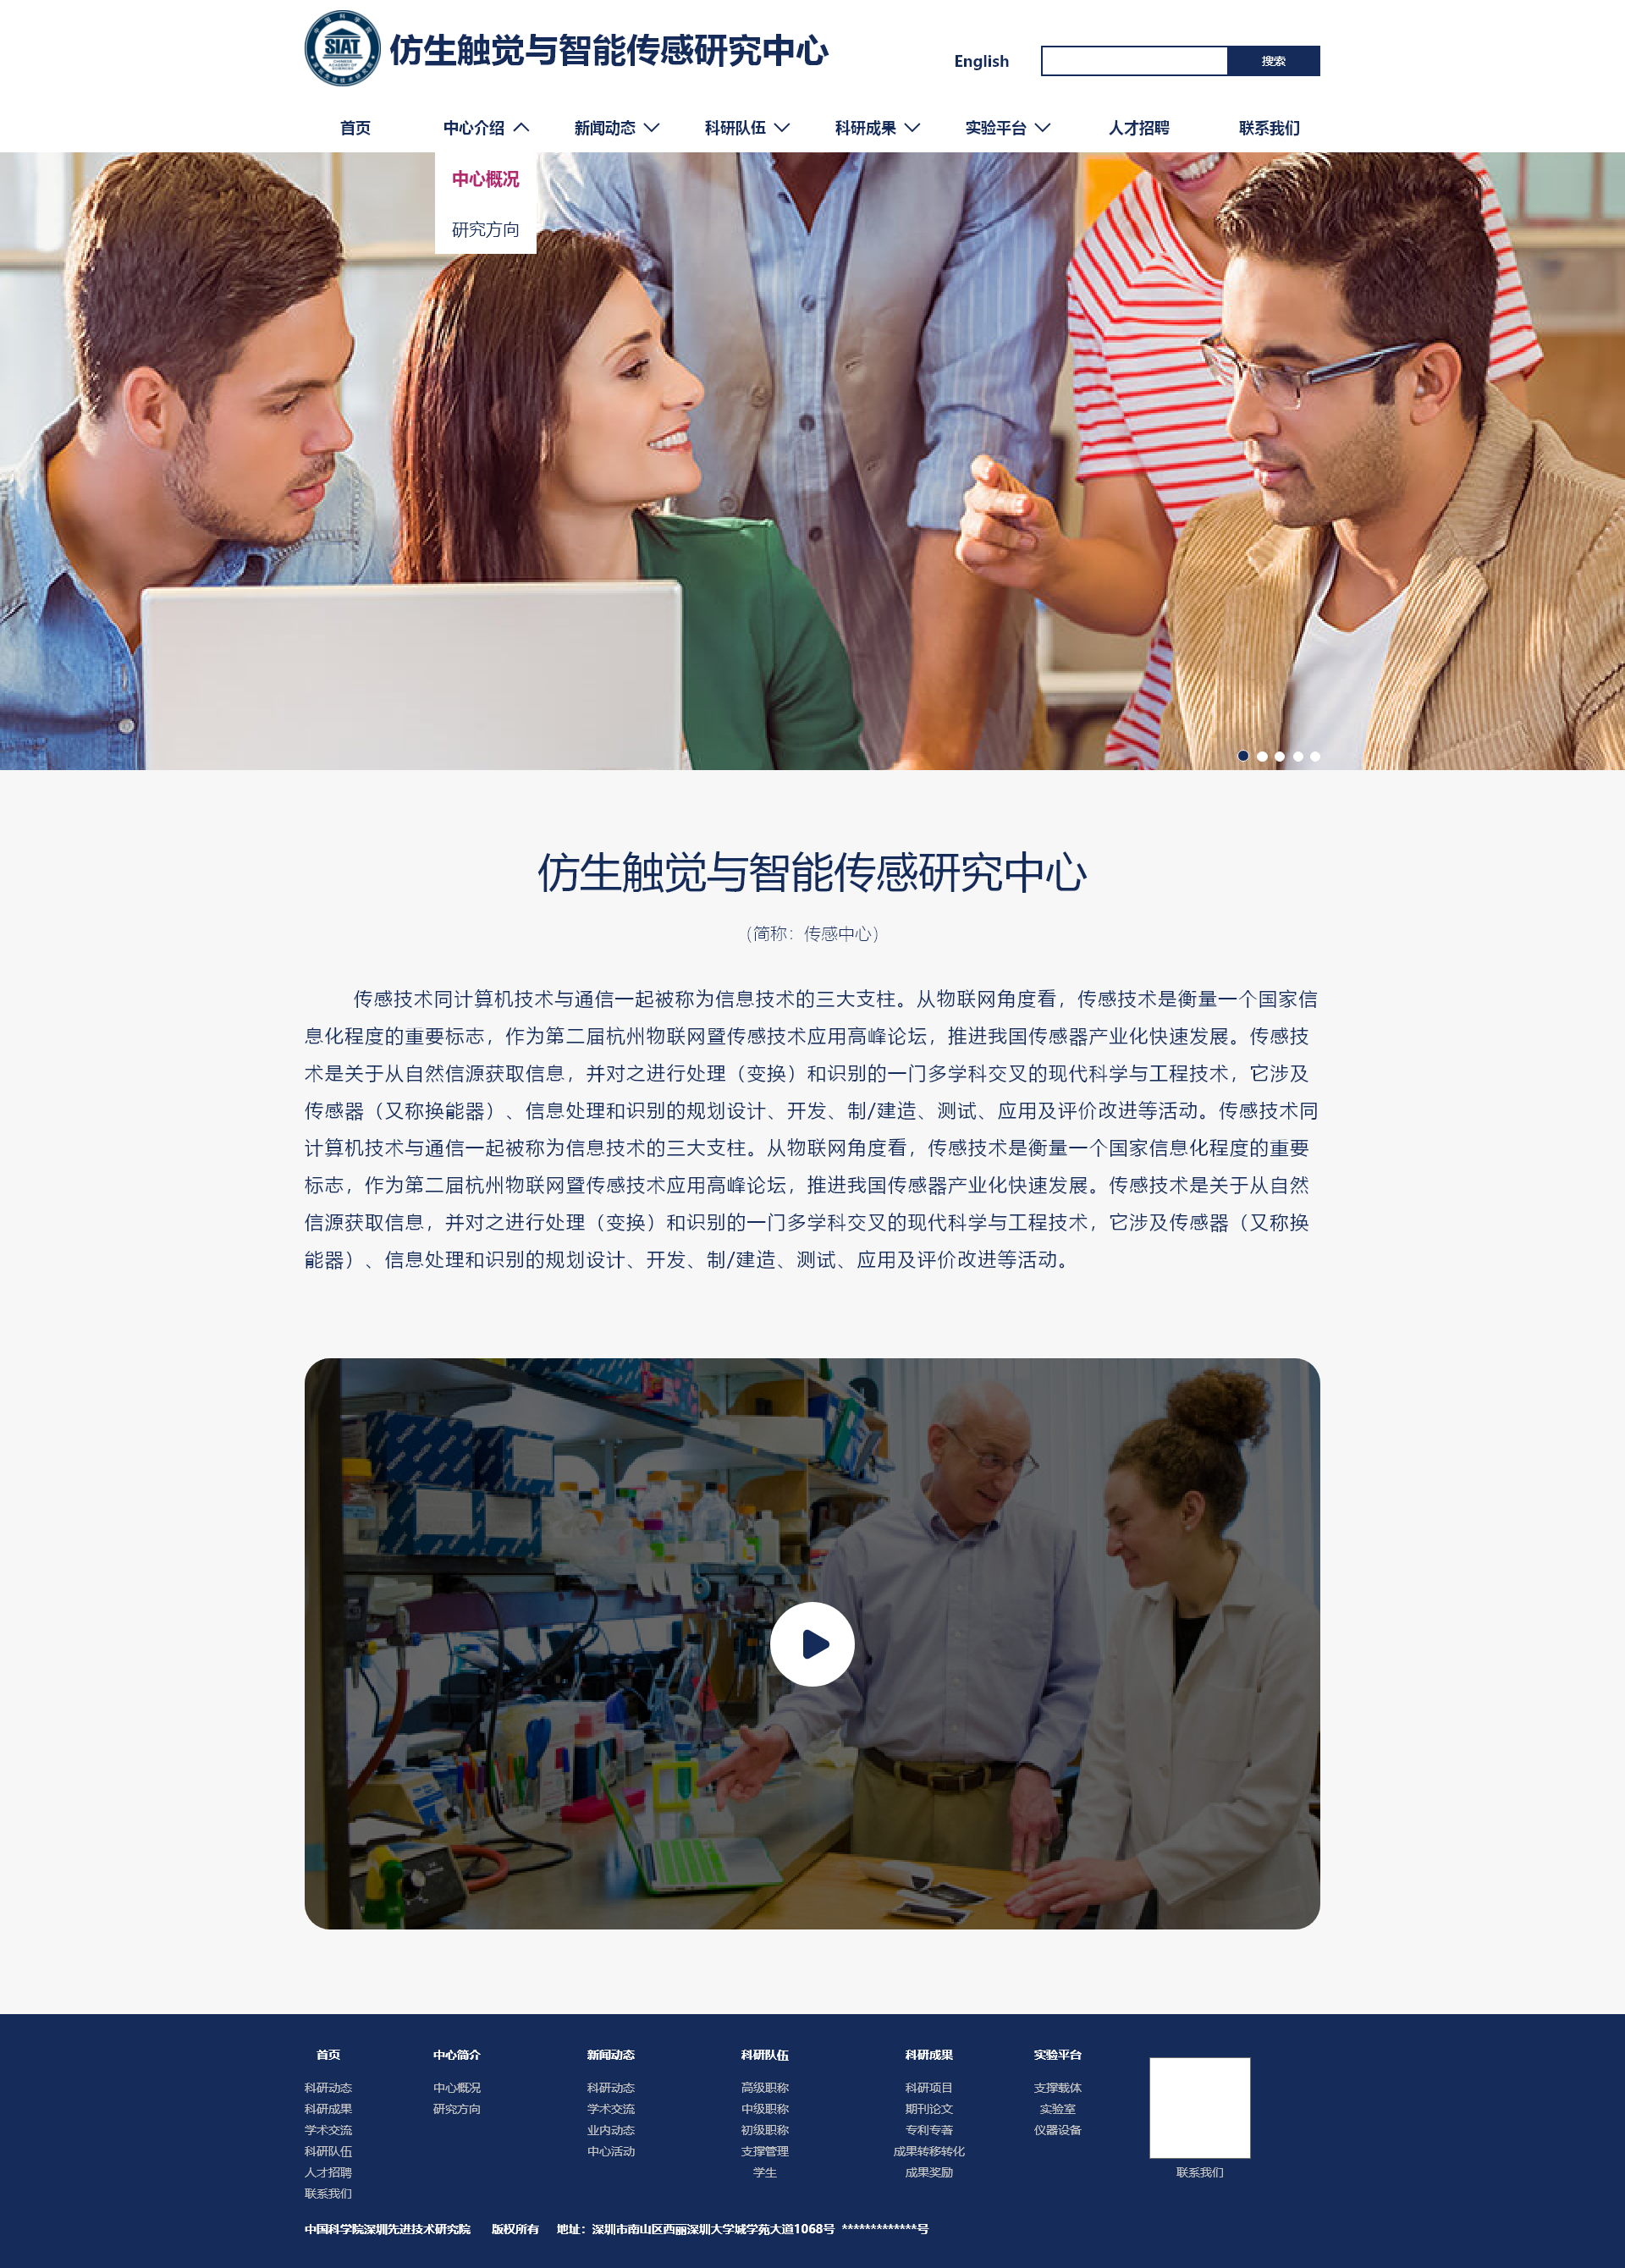 SIAT
仿生触觉与智能传感研究中心
English
搜索
首页 中心介绍 新闻动态 科研队伍 科研成果 实验平台 人才招聘 联系我们
中心概况
研究方向
仿生触觉与智能传感研究中心
（简称：传感中心）
传感技术同计算机技术与通信一起被称为信息技术的三大支柱。从物联网角度看，传感技术是衡量一个国家信
息化程度的重要标志，作为第二届杭州物联网暨传感技术应用高峰论坛，推进我国传感器产业化快速发展。传感技
术是关于从自然信源获取信息，并对之进行处理（变换）和识别的一门多学科交叉的现代科学与工程技术，它涉及
传感器（又称换能器）、信息处理和识别的规划设计、开发、制/建造、测试、应用及评价改进等活动。传感技术同
计算机技术与通信一起被称为信息技术的三大支柱。从物联网角度看，传感技术是衡量一个国家信息化程度的重要
标志，作为第二届杭州物联网暨传感技术应用高峰论坛，推进我国传感器产业化快速发展。传感技术是关于从自然
信源获取信息，并对之进行处理（变换）和识别的一门多学科交叉的现代科学与工程技术，它涉及传感器（又称换
能器）、信息处理和识别的规划设计、开发、制/建造、测试、应用及评价改进等活动。
首页 中心简介 新闻动态 科研队伍 科研成果 实验平台
科研动态 中心概况 科研动态 高级职称 科研项目 支撑载体
科研成果 研究方向 学术交流 中级职称 期刊论文 实验室
学术交流 业内动态 初级职称 专利专著 仪器设备
科研队伍 中心活动 支撑管理 成果转移转化
人才招聘 学生 成果奖励 联系我们
联系我们
中国科学院深圳先进技术研究院 版权所有 地址：深圳市南山区西丽深圳大学城学苑大道1068号 *************号